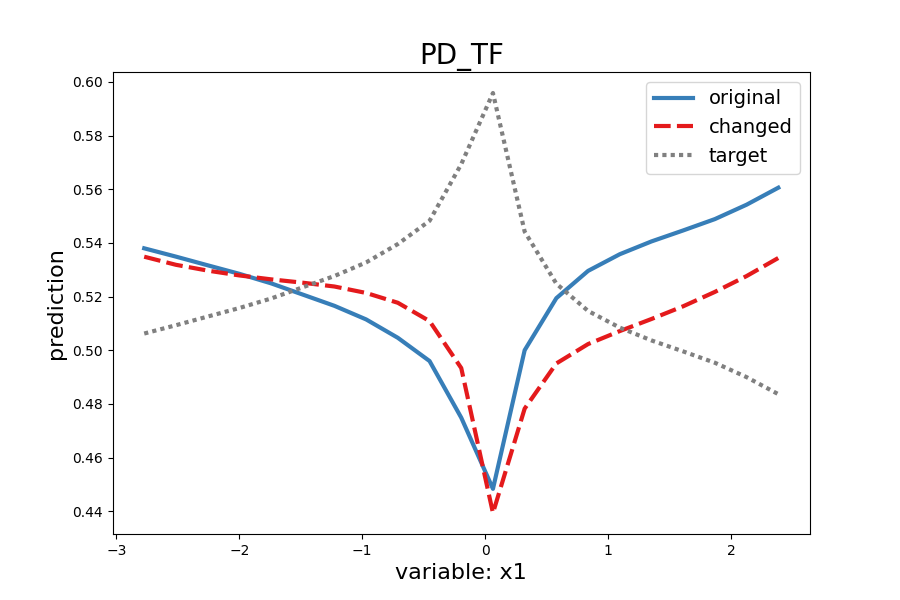 PD_TF
0.60
0.58
0.56
0.54
0.52
0.50
0.48
0.46
0.44
prediction
original
changed
target
−3 −2 −1 0 1 2
variable: x1